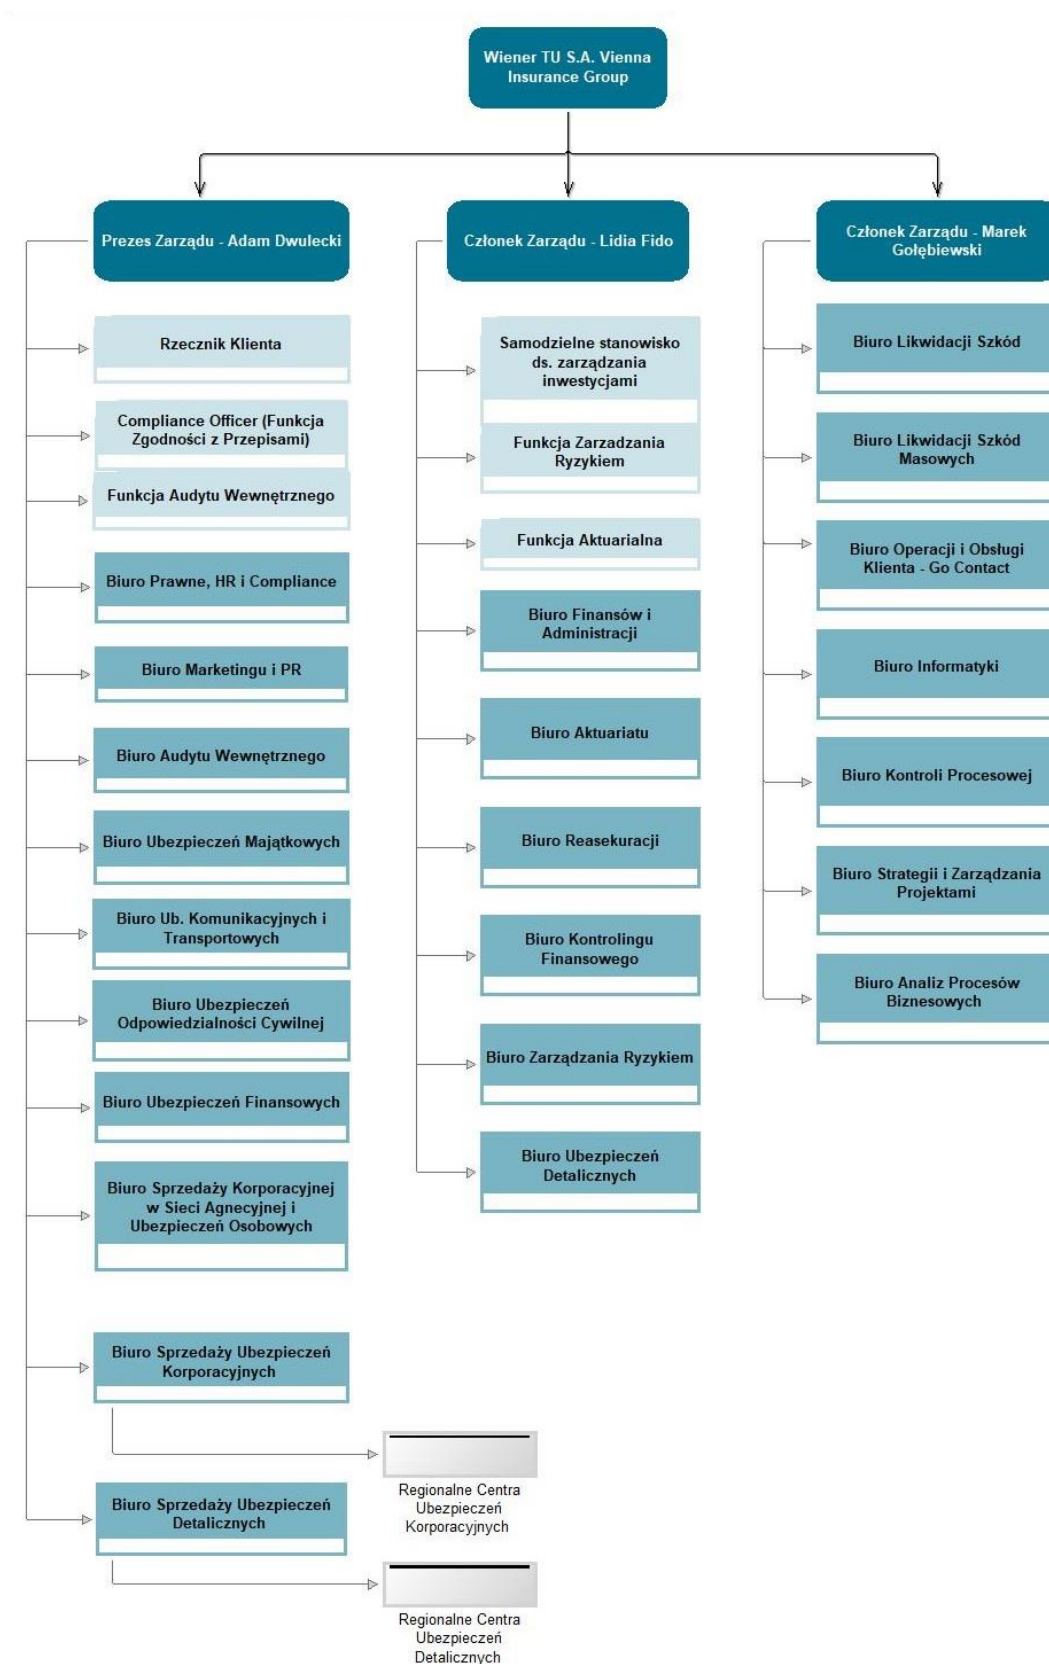 Wiener TU S.A. Vienna
Insurance Group
Prezes Zarządu - Adam Dwulecki
Rzecznik Klienta
Compliance Officer (Funkcja
Zgodności z Przepisami)
Funkcja Audytu Wewnętrznego
Biuro Prawne, HR i Compliance
Biuro Marketingu i PR
Biuro Audytu Wewnętrznego
Biuro Ubezpieczeń Majątkowych
Biuro Ub. Komunikacyjnych i
Transportowych
Biuro Ubezpieczeń
Odpowiedzialności Cywilnej
Biuro Ubezpieczeń Finansowych
Biuro Sprzedaży Korporacyjnej
w Sieci Agnecyjnej i
Ubezpieczeń Osobowych
Biuro Sprzedaży Ubezpieczeń
Korporacyjnych
Regionalne Centra
Ubezpieczeń
Korporacyjnych
Biuro Sprzedaży Ubezpieczeń
Detalicznych
Regionalne Centra
Ubezpieczeń
Detalicznych
Członek Zarządu - Lidia Fido
Samodzielne stanowisko
ds. zarządzania
inwestycjami
Funkcja Zarzadzania
Ryzykiem
Funkcja Aktuarialna
Biuro Finansów i
Administracji
Biuro Aktuariatu
Biuro Reasekuracji
Biuro Kontrolingu
Finansowego
Biuro Zarządzania Ryzykiem
Biuro Ubezpieczeń
Detalicznych
Członek Zarządu - Marek
Gołębiewski
Biuro Likwidacji Szkód
Biuro Likwidacji Szkód
Masowych
Biuro Operacji i Obsługi
Klienta - Go Contact
Biuro Informatyki
Biuro Kontroli Procesowej
Biuro Strategii i Zarządzania
Projektami
Biuro Analiz Procesów
Biznesowych